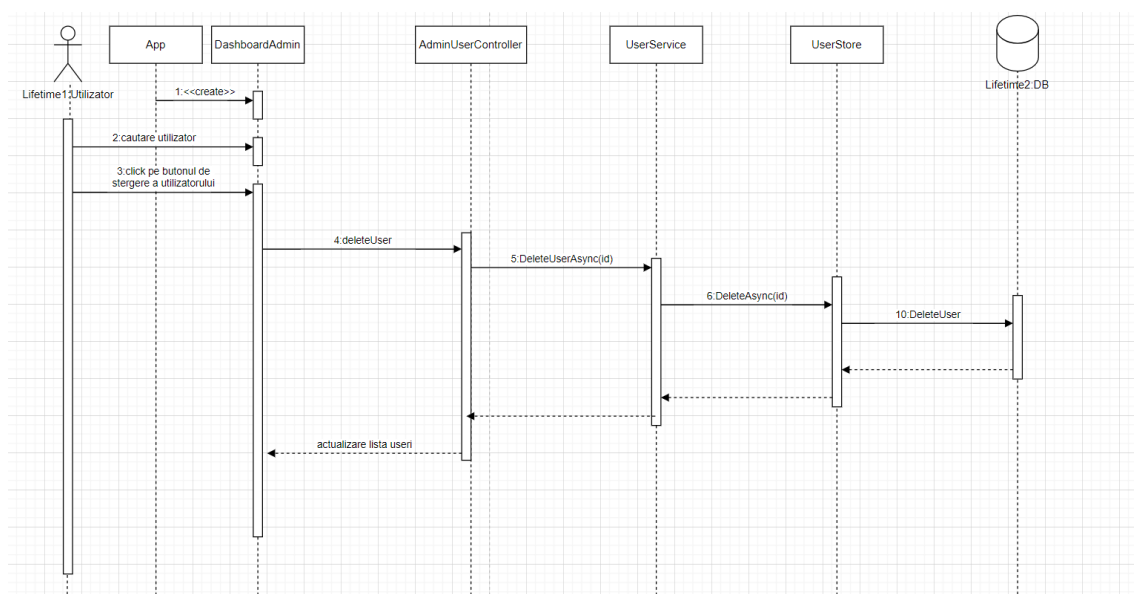 App
DashboardAdmin
AdminUserController
UserService
UserStore
Lifetime1:Utilizator
Lifetime2:DB
1:<<create>>
2:cautare utilizator
3:click pe butonul de
stergere a utilizatorului
4:deleteUser
5:DeleteUserAsync(id)
6:DeleteAsync(id)
10:DeleteUser
actualizare lista useri